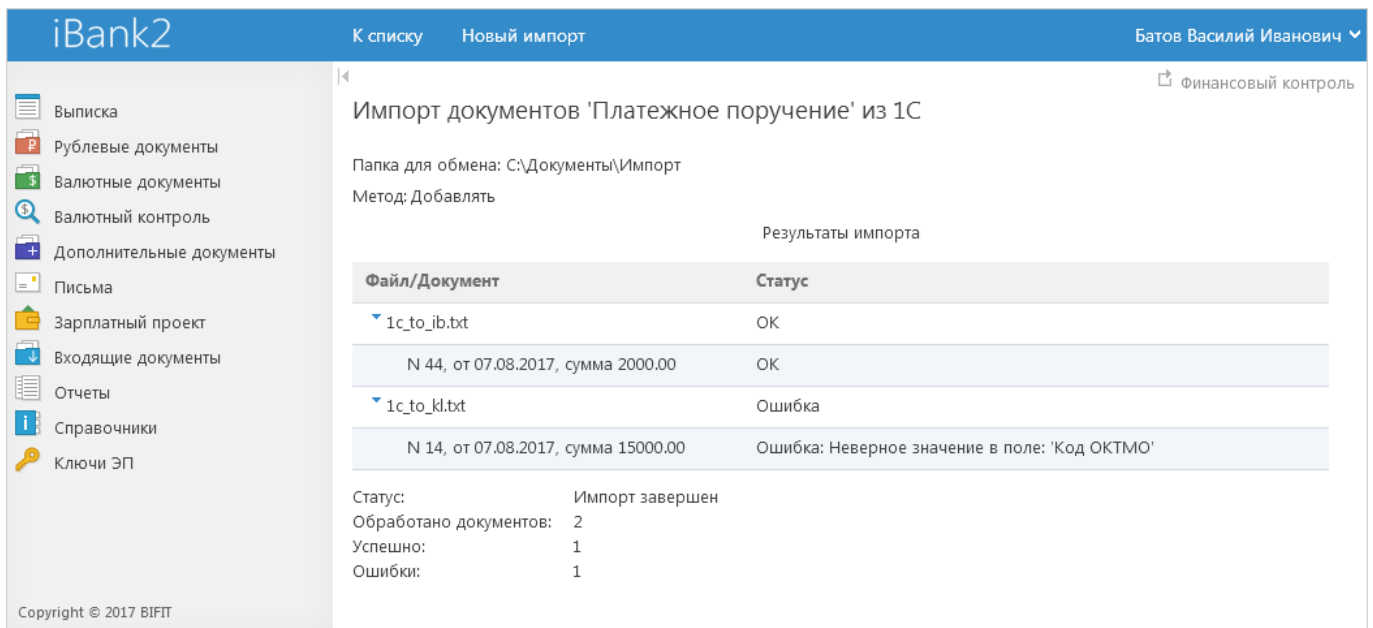 iBank2
К списку Новый импорт Батов Василий Иванович
Финансовый контроль
Выписка
Рублевые документы
Валютные документы
Валютный контроль
Дополнительные документы
Письма
Зарплатный проект
Входящие документы
Отчеты
Справочники
Ключи ЭП
Copyright © 2017 BIFIT
Импорт документов 'Платежное поручение' из 1С
Папка для обмена: C:\Документы\Импорт
Метод: Добавлять
Результаты импорта
Файл/Документ Статус
1c_to_ib.txt OK
N 44, от 07.08.2017, сумма 2000.00 OK
1c_to_kl.txt Ошибка
N 14, от 07.08.2017, сумма 15000.00 Ошибка: Неверное значение в поле: 'Код ОКТМО'
Статус: Импорт завершен
Обработано документов: 2
Успешно: 1
Ошибки: 1